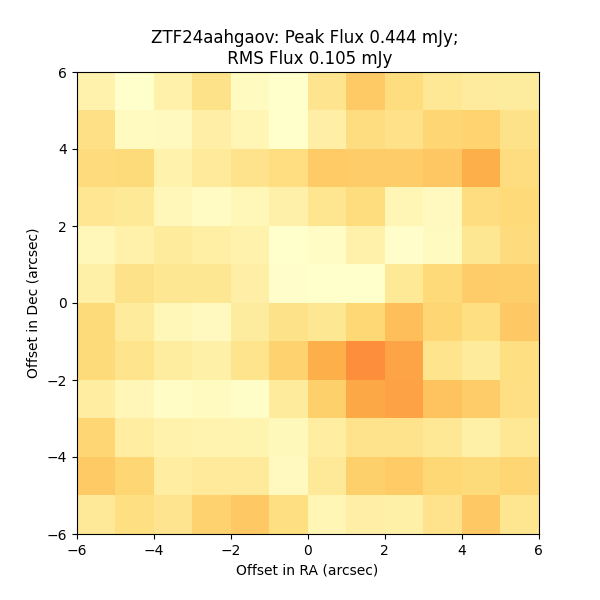 ZTF24aahgaov: Peak Flux 0.444 mJy;
RMS Flux 0.105 mJy
6
4
2
0
−2
−4
−6
Offset in Dec (arcsec)
−6 −4 −2 0 2 4 6
Offset in RA (arcsec)